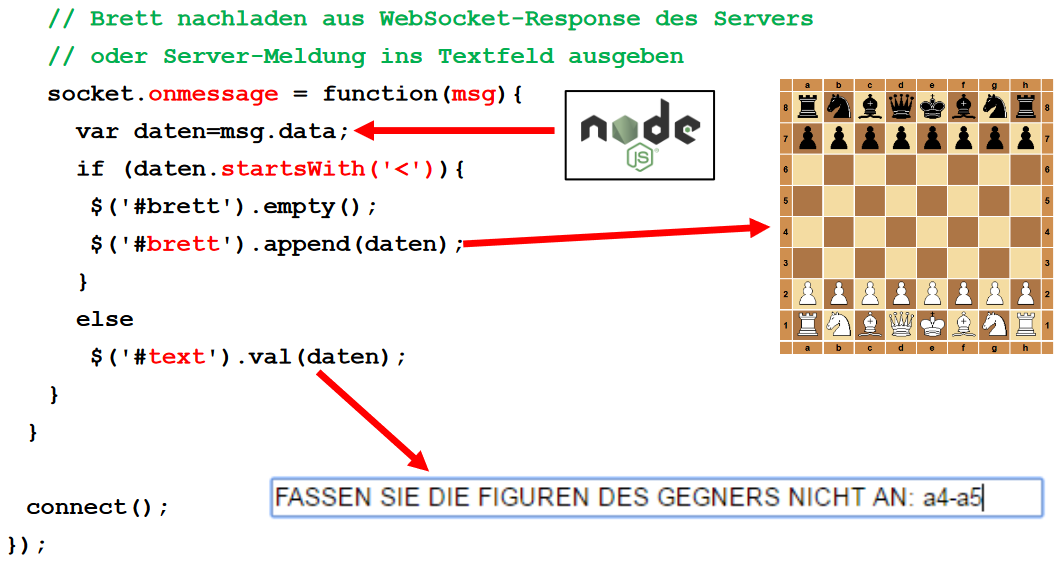 // Brett nachladen aus WebSocket-Response des Servers
// oder Server-Meldung ins Textfeld ausgeben
socket.onmessage = function(msg){
var daten=msg.data;
if (daten.startsWith('<')){
$('#brett').empty();
$('#brett').append(daten);
}
else
$('#text').val(daten);
}
}
connect();
});
node
JS
a b c d e f g h
8 8
7 7
6 6
5 5
4 4
3 3
2 2
1 1
a b c d e f g h
FASSEN SIE DIE FIGUREN DES GEGNERS NICHT AN: a4-a5